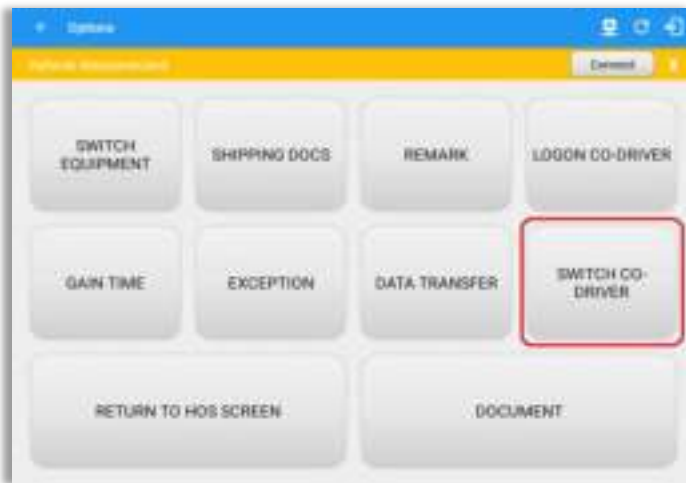 Options
Connect
SWITCH
EQUIPMENT
SHIPPING DOCS
REMARK
LOGON CO-DRIVER
GAIN TIME
EXCEPTION
DATA TRANSFER
SWITCH CO-
DRIVER
RETURN TO HOS SCREEN
DOCUMENT